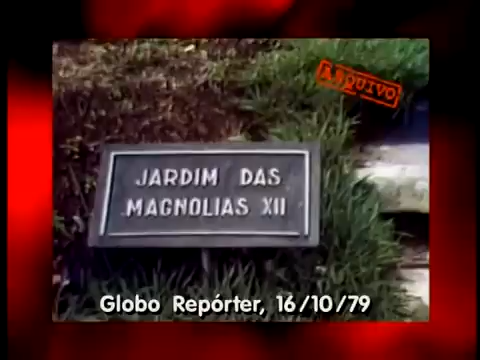 ARQUIVO
JARDIM DAS
MAGNOLIAS XII
Globo Repórter, 16/10/79